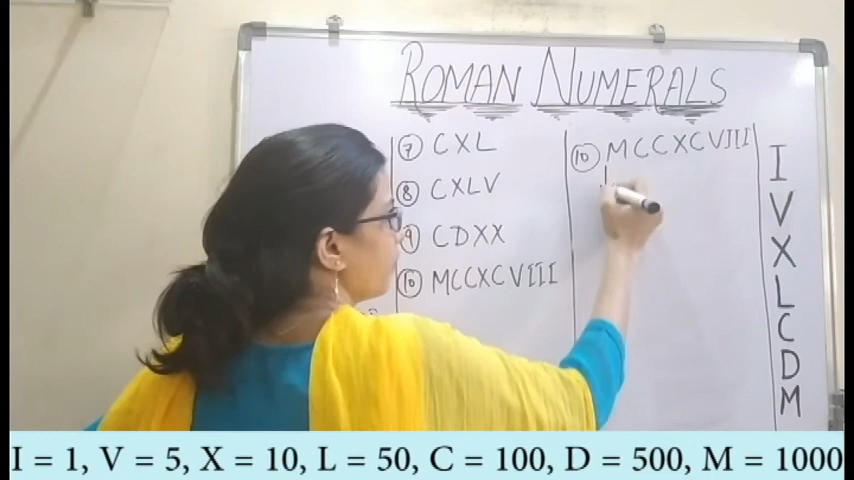 ROMAN NUMERALS
7 CXL
8 CXLV
9 CDXX
10 MCCXCVIII
10 MCCXCVIII
I
V
X
L
C
D
M
I = 1, V = 5, X = 10, L = 50, C = 100, D = 500, M = 1000